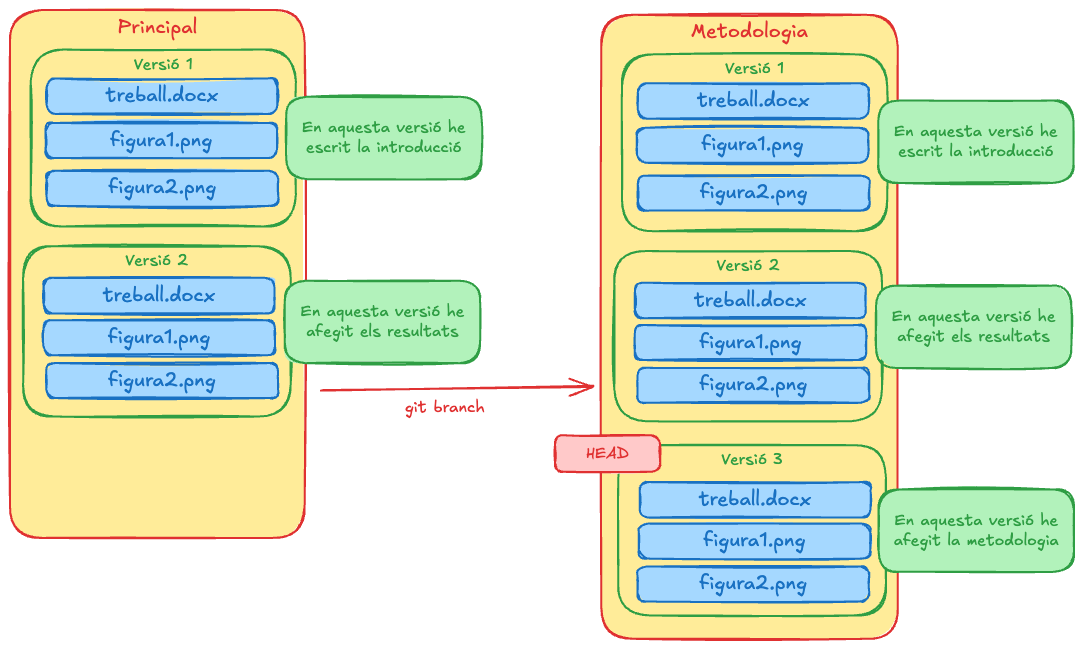 Principal
Versió 1
treball.docx
figura1.png
figura2.png
En aquesta versió he
escrit la introducció
Versió 2
treball.docx
figura1.png
figura2.png
En aquesta versió he
afegit els resultats
git branch
Metodologia
Versió 1
treball.docx
figura1.png
figura2.png
En aquesta versió he
escrit la introducció
Versió 2
treball.docx
figura1.png
figura2.png
En aquesta versió he
afegit els resultats
HEAD
Versió 3
treball.docx
figura1.png
figura2.png
En aquesta versió he
afegit la metodologia